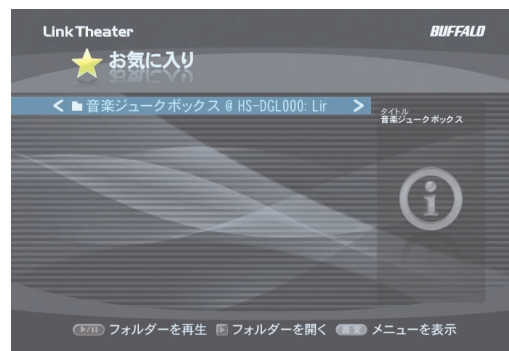 LinkTheater
BUFFALO
お気に入り
音楽ジュークボックス @ HS-DGL000: Lir
タイトル
音楽ジュークボックス
フォルダーを再生 フォルダーを開く 設定 メニューを表示